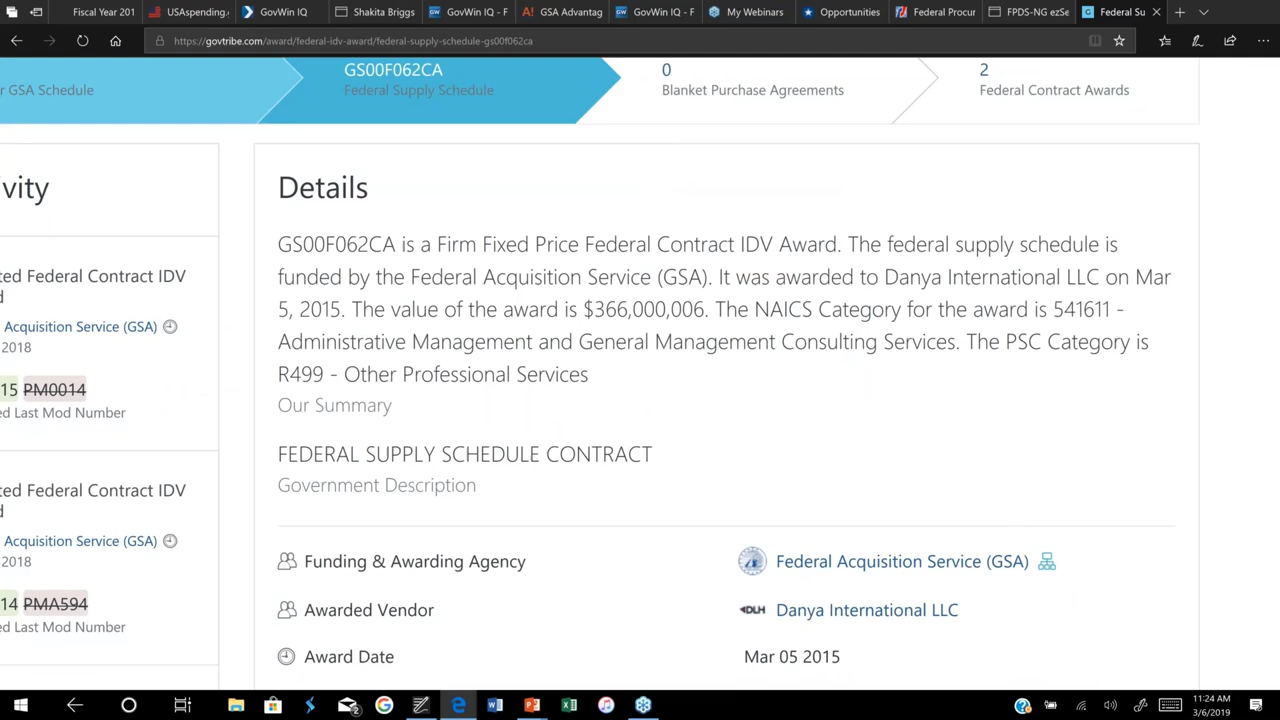 Fiscal Year 201
USAspending.
GovWin IQ
Shakita Briggs
GovWin IQ - F
GSA Advantag
GovWin IQ - F
My Webinars
Opportunities
Federal Procur
FPDS-NG ezSe
Federal Su
https://govtribe.com/award/federal-idv-award/federal-supply-schedule-gs00f062ca
r GSA Schedule
GS00F062CA
Federal Supply Schedule
0
Blanket Purchase Agreements
2
Federal Contract Awards
vity
ted Federal Contract IDV
d
Acquisition Service (GSA)
2018
15 PM0014
ed Last Mod Number
ted Federal Contract IDV
d
Acquisition Service (GSA)
2018
14 PMA594
ed Last Mod Number
Details
GS00F062CA is a Firm Fixed Price Federal Contract IDV Award. The federal supply schedule is
funded by the Federal Acquisition Service (GSA). It was awarded to Danya International LLC on Mar
5, 2015. The value of the award is $366,000,006. The NAICS Category for the award is 541611 -
Administrative Management and General Management Consulting Services. The PSC Category is
R499 - Other Professional Services
Our Summary
FEDERAL SUPPLY SCHEDULE CONTRACT
Government Description
Funding & Awarding Agency
Federal Acquisition Service (GSA)
Awarded Vendor
DLH Danya International LLC
Award Date
Mar 05 2015
11:24 AM
3/6/2019